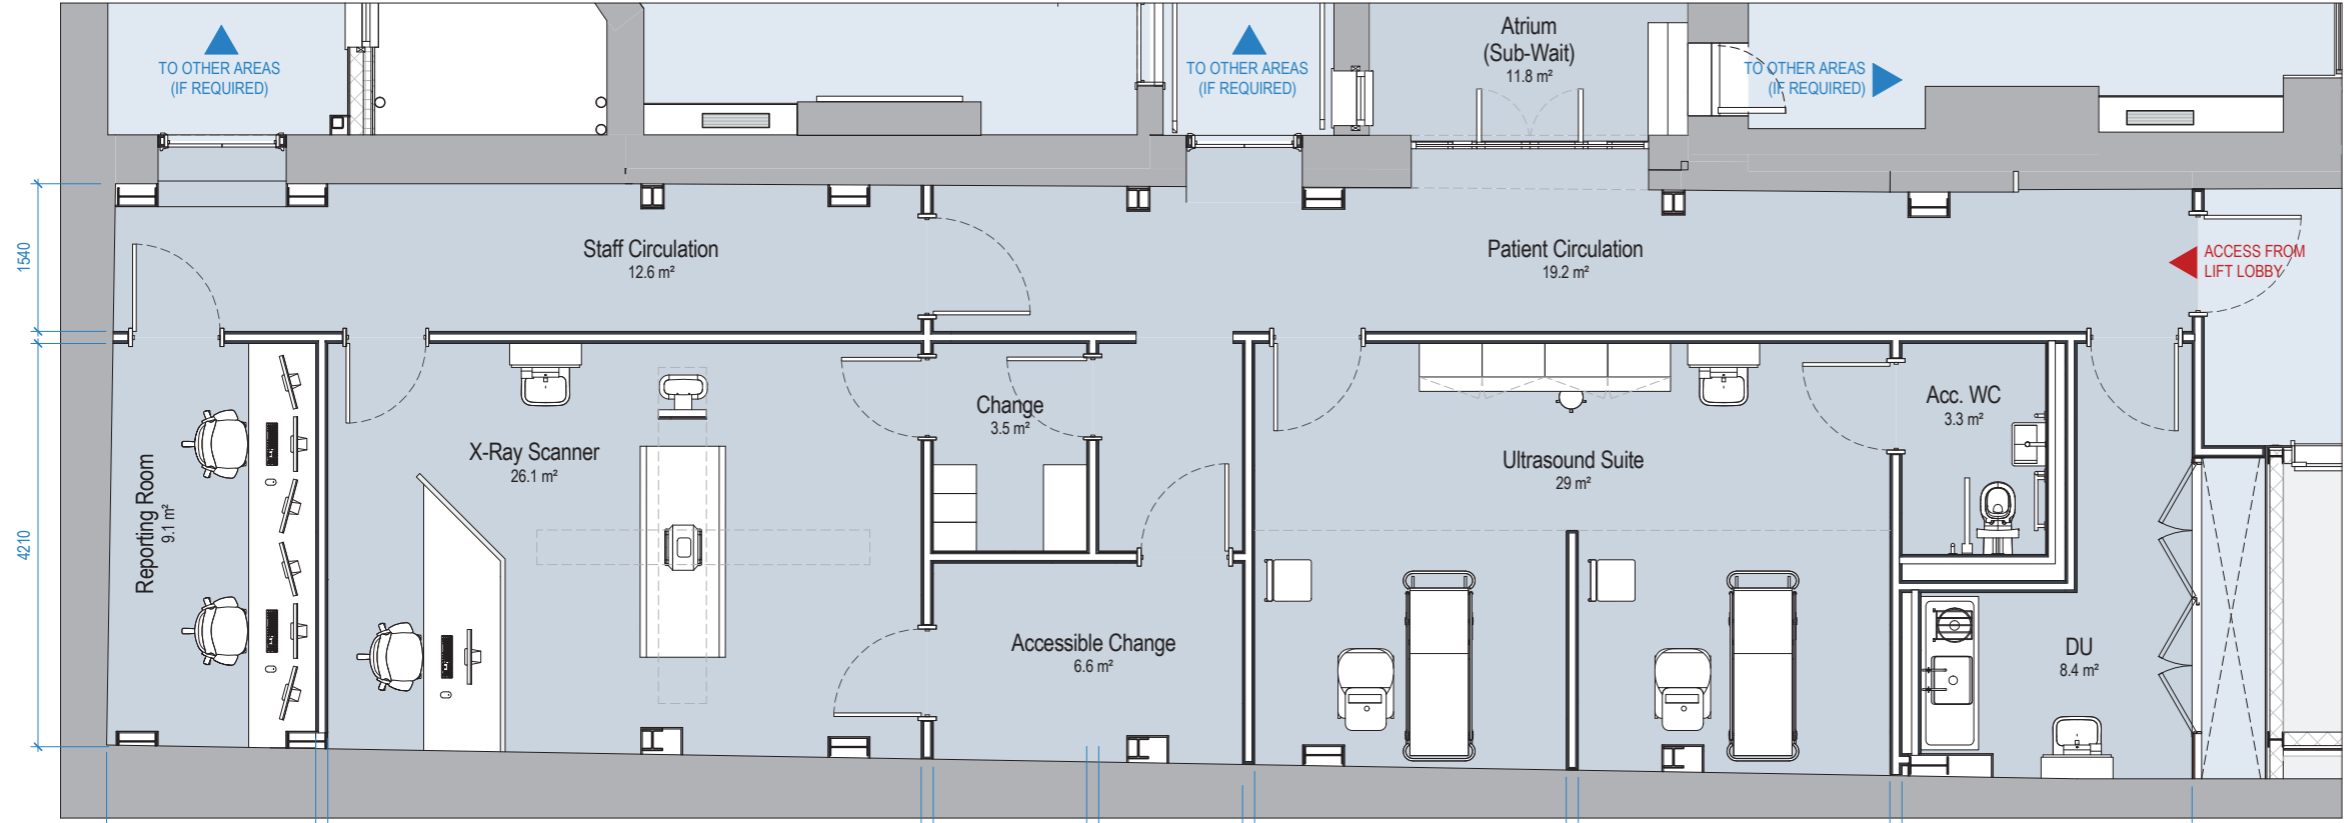 TO OTHER AREAS
(IF REQUIRED)
TO OTHER AREAS
(IF REQUIRED)
Atrium
(Sub-Wait)
11.8 m²
TO OTHER AREAS
(IF REQUIRED)
1540
Staff Circulation
12.6 m²
Patient Circulation
19.2 m²
ACCESS FROM
LIFT LOBBY
4210
Reporting Room
9.1 m²
X-Ray Scanner
26.1 m²
Change
3.5 m²
Accessible Change
6.6 m²
Ultrasound Suite
29 m²
Acc. WC
3.3 m²
DU
8.4 m²